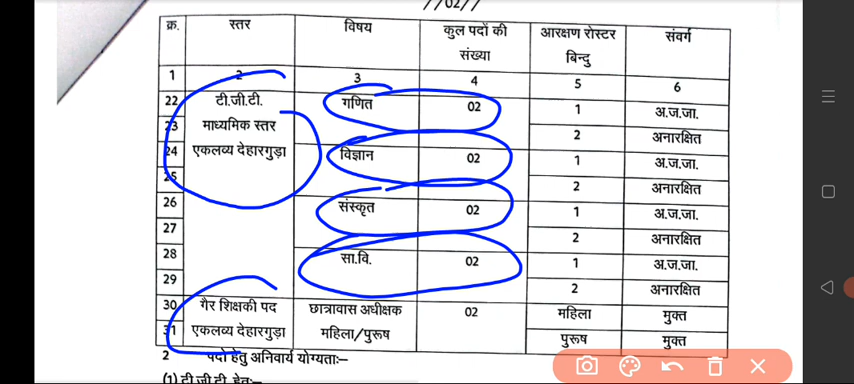 //02//
क्र. स्तर विषय कुल पदों की संख्या आरक्षण रोस्टर बिन्दु संवर्ग
1 2 3 4 5 6
22 टी.जी.टी. गणित 02 1 अ.ज.जा.
23 माध्यमिक स्तर 2 अनारक्षित
24 एकलव्य देहारगुड़ा विज्ञान 02 1 अ.ज.जा.
25 2 अनारक्षित
26 संस्कृत 02 1 अ.ज.जा.
27 2 अनारक्षित
28 सा.वि. 02 1 अ.ज.जा.
29 2 अनारक्षित
30 गैर शिक्षकी पद छात्रावास अधीक्षक 02 महिला मुक्त
31 एकलव्य देहारगुड़ा महिला/पुरूष पुरूष मुक्त
2 पदो हेतु अनिवार्य योग्यताः–
(1) टी.जी.टी. हेतुः–